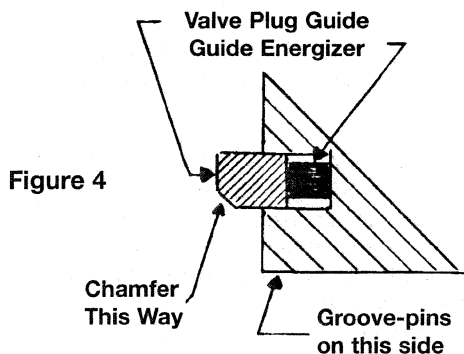 Valve Plug Guide
Guide Energizer
Figure 4
Chamfer
This Way
Groove-pins
on this side